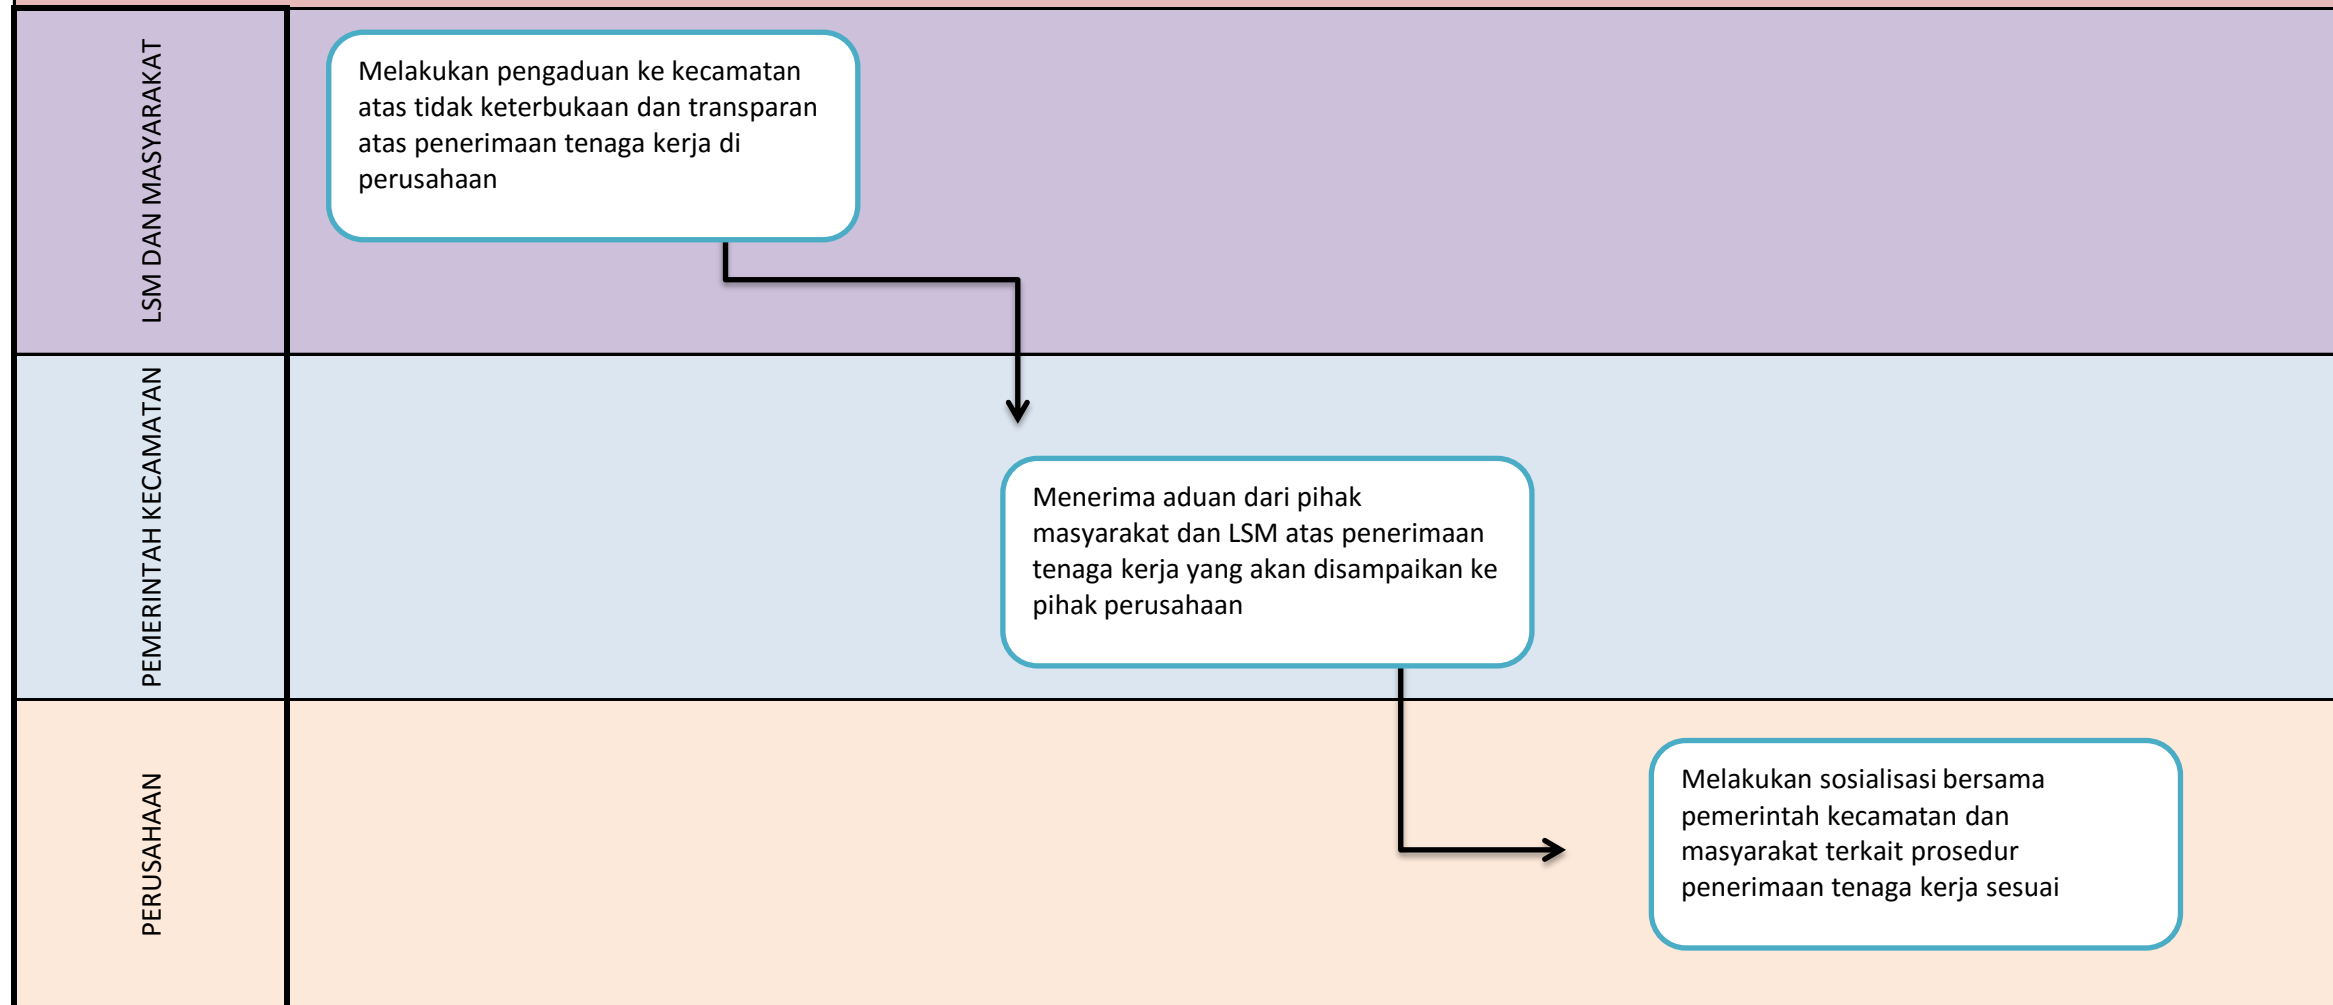 LSM DAN MASYARAKAT
Melakukan pengaduan ke kecamatan
atas tidak keterbukaan dan transparan
atas penerimaan tenaga kerja di
perusahaan
PEMERINTAH KECAMATAN
Menerima aduan dari pihak
masyarakat dan LSM atas penerimaan
tenaga kerja yang akan disampaikan ke
pihak perusahaan
PERUSAHAAN
Melakukan sosialisasi bersama
pemerintah kecamatan dan
masyarakat terkait prosedur
penerimaan tenaga kerja sesuai